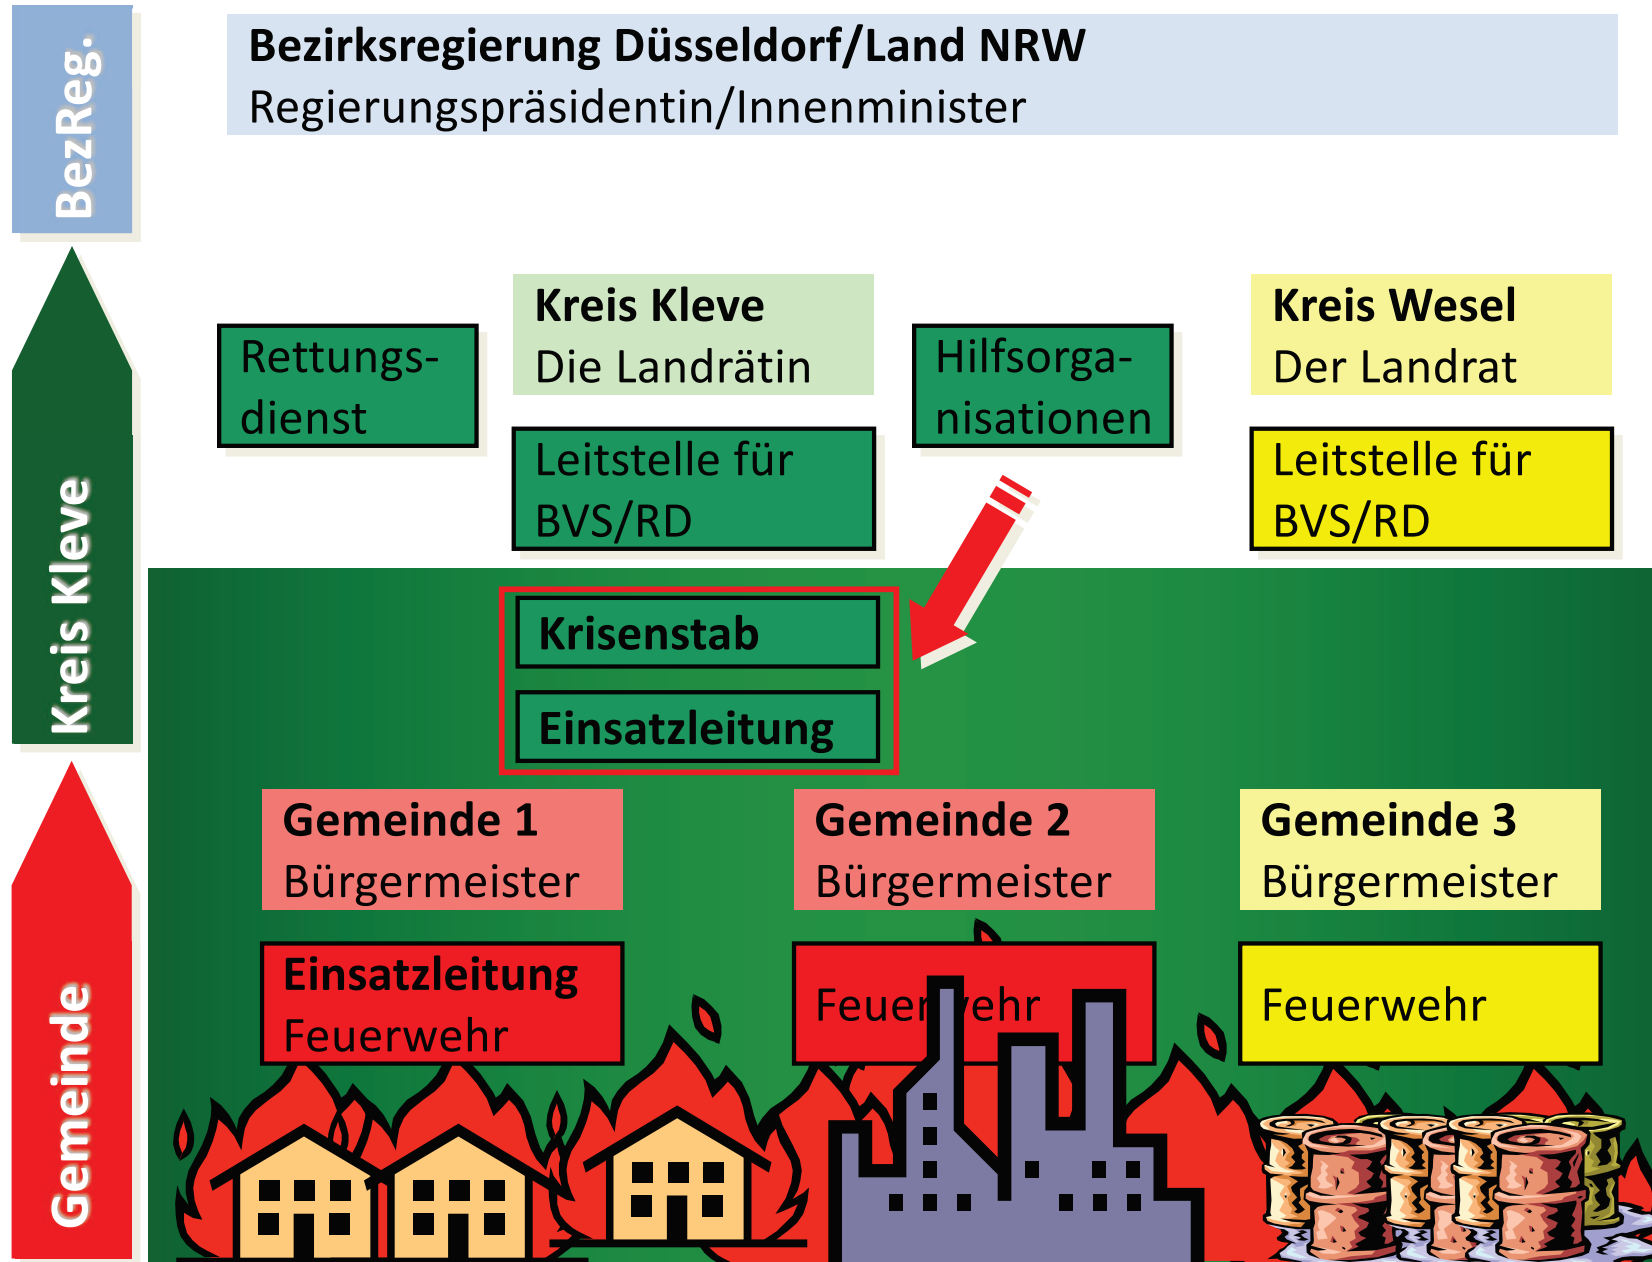 BezReg.
Bezirksregierung Düsseldorf/Land NRW
Regierungspräsidentin/Innenminister
Kreis Kleve
Rettungs-
dienst
Kreis Kleve
Die Landrätin
Leitstelle für
BVS/RD
Hilfsorga-
nisationen
Kreis Wesel
Der Landrat
Leitstelle für
BVS/RD
Krisenstab
Einsatzleitung
Gemeinde
Gemeinde 1
Bürgermeister
Einsatzleitung
Feuerwehr
Gemeinde 2
Bürgermeister
Feuerwehr
Gemeinde 3
Bürgermeister
Feuerwehr